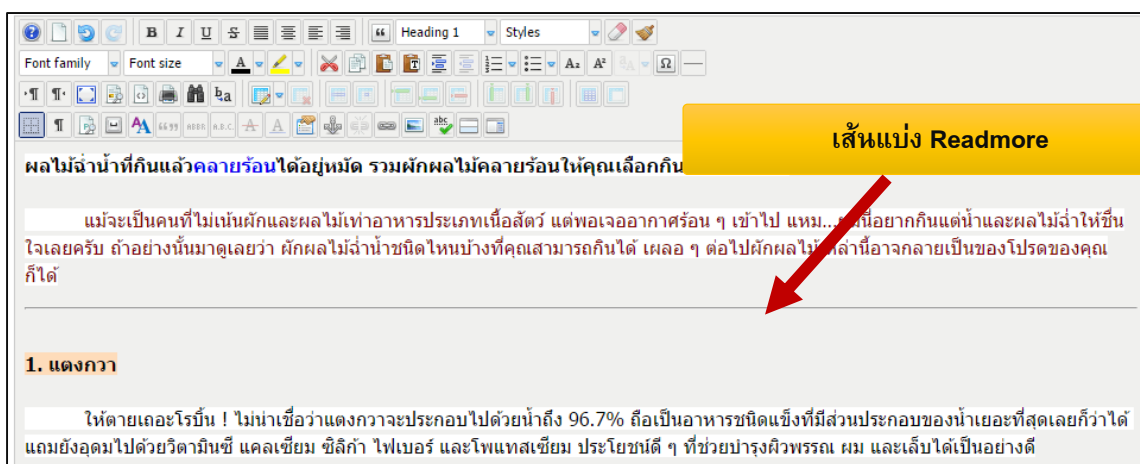 Heading 1 Styles
Font family Font size
เส้นแบ่ง Readmore
ผลไม้ฉ่ำน้ำที่กินแล้วคลายร้อนได้อยู่หมัด รวมผักผลไม้คลายร้อนให้คุณเลือกกิน
แม้จะเป็นคนที่ไม่เน้นผักและผลไม้เท่าอาหารประเภทเนื้อสัตว์ แต่พอเจออากาศร้อน ๆ เข้าไป แหม... อยากกินแต่น้ำและผลไม้ฉ่ำให้ชื่น
ใจเลยครับ ถ้าอย่างนั้นมาดูเลยว่า ผักผลไม้ฉ่ำน้ำชนิดไหนบ้างที่คุณสามารถกินได้ เผลอ ๆ ต่อไปผักผลไม้เหล่านี้อาจกลายเป็นของโปรดของคุณ
ก็ได้
1. แตงกวา
ให้ตายเถอะโรบิ้น ! ไม่น่าเชื่อว่าแตงกวาจะประกอบไปด้วยน้ำถึง 96.7% ถือเป็นอาหารชนิดแข็งที่มีส่วนประกอบของน้ำเยอะที่สุดเลยก็ว่าได้
แถมยังอุดมไปด้วยวิตามินซี แคลเซียม ซิลิก้า ไฟเบอร์ และโพแทสเซียม ประโยชน์ดี ๆ ที่ช่วยบำรุงผิวพรรณ ผม และเล็บได้เป็นอย่างดี